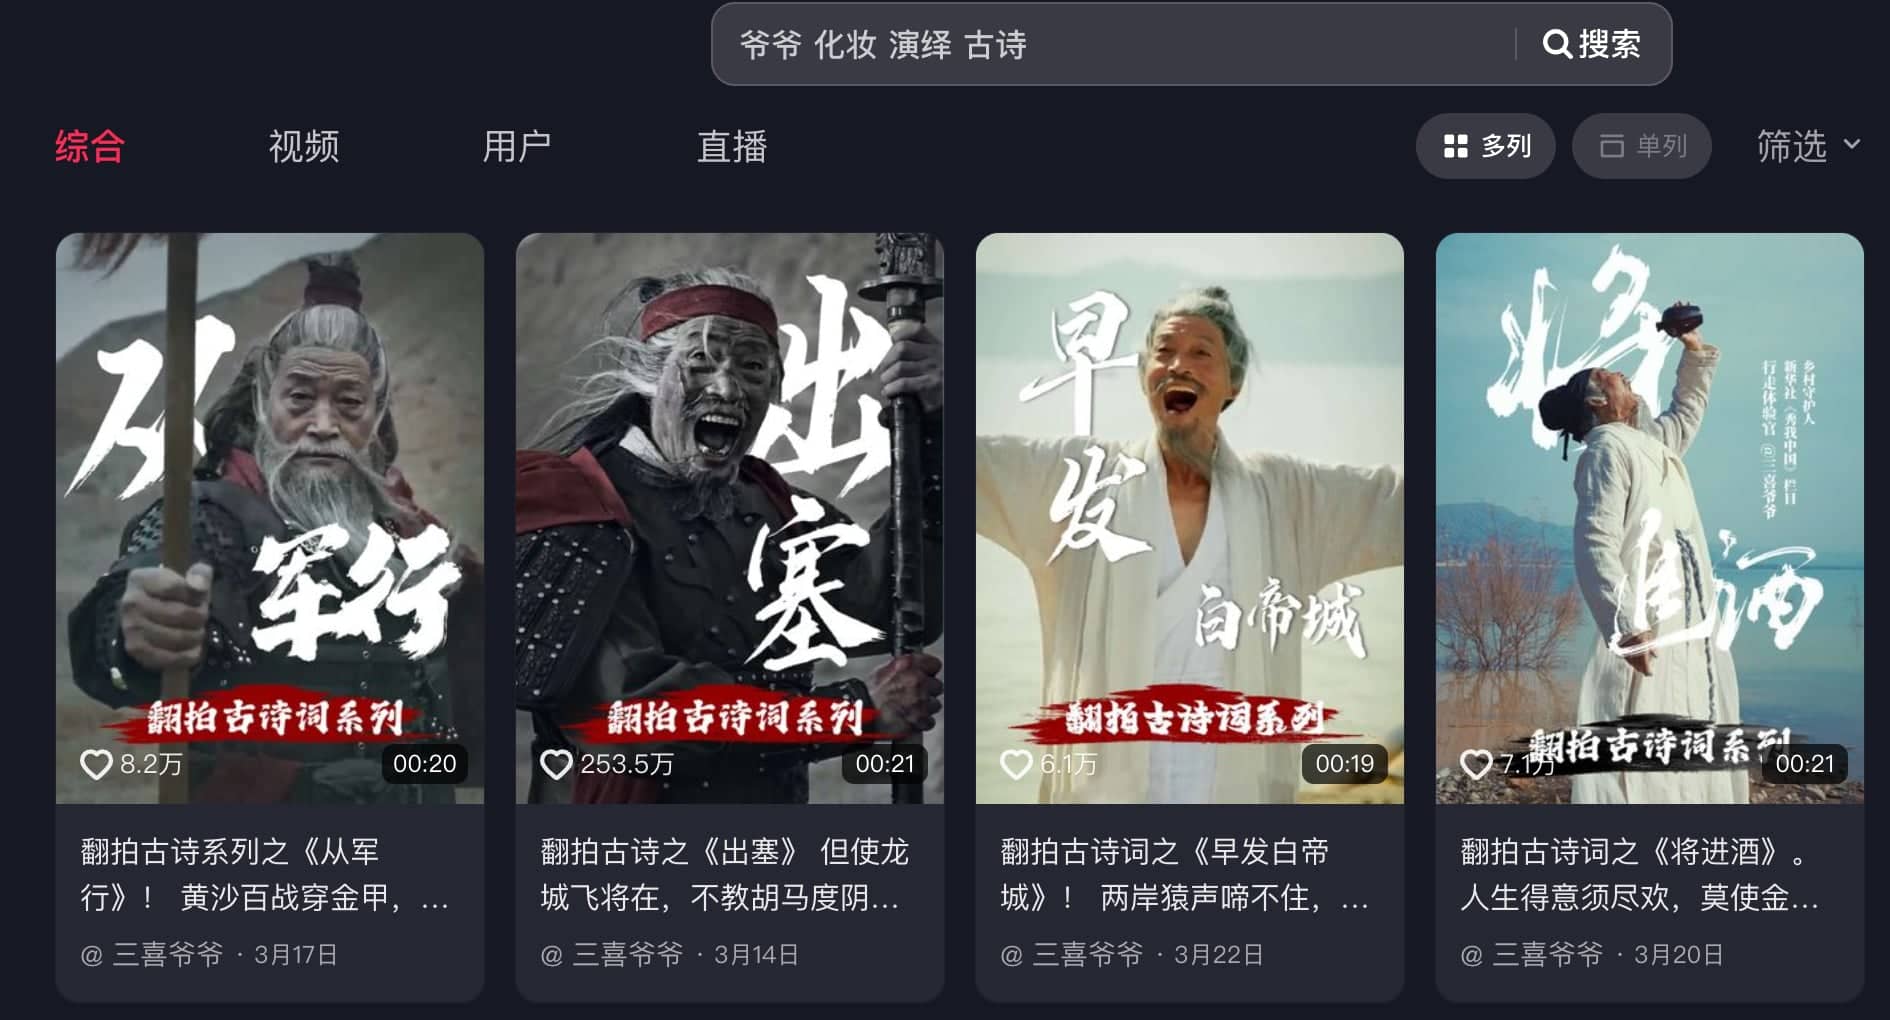 爷爷 化妆 演绎 古诗
搜索
综合
视频
用户
直播
多列
单列
筛选
从
军行
翻拍古诗词系列
8.2万
00:20
翻拍古诗系列之《从军
行》！ 黄沙百战穿金甲，...
@ 三喜爷爷 · 3月17日
出
塞
翻拍古诗词系列
253.5万
00:21
翻拍古诗之《出塞》 但使龙
城飞将在，不教胡马度阴...
@ 三喜爷爷 · 3月14日
早
发
白帝城
翻拍古诗词系列
6.1万
00:19
翻拍古诗词之《早发白帝
城》！ 两岸猿声啼不住，...
@ 三喜爷爷 · 3月22日
将
进酒
乡村守护人
新华社《秀我中国》栏目
行走体验官 @三喜爷爷
翻拍古诗词系列
7.1万
00:21
翻拍古诗词之《将进酒》。
人生得意须尽欢，莫使金...
@ 三喜爷爷 · 3月20日